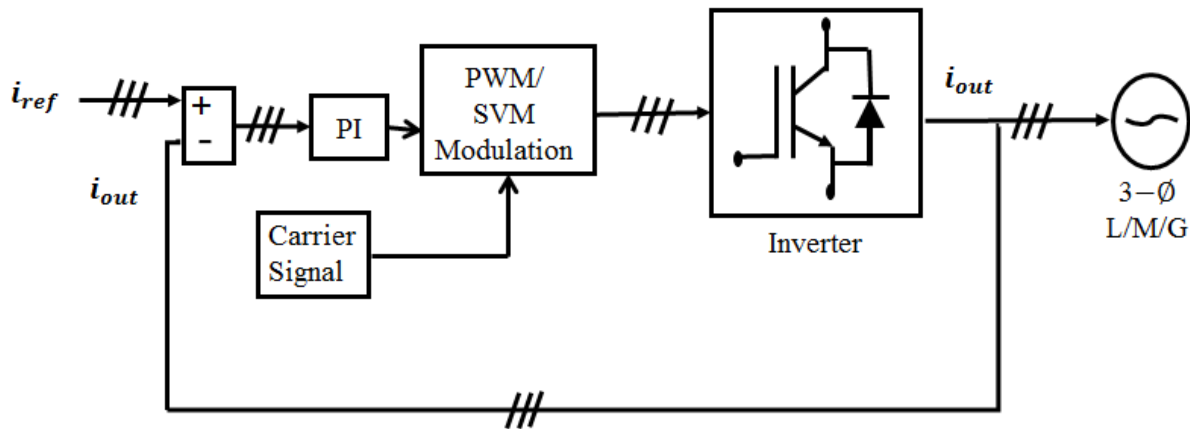 i_ref
+
-
i_out
PI
PWM/
SVM
Modulation
Carrier
Signal
Inverter
i_out
3−∅
L/M/G